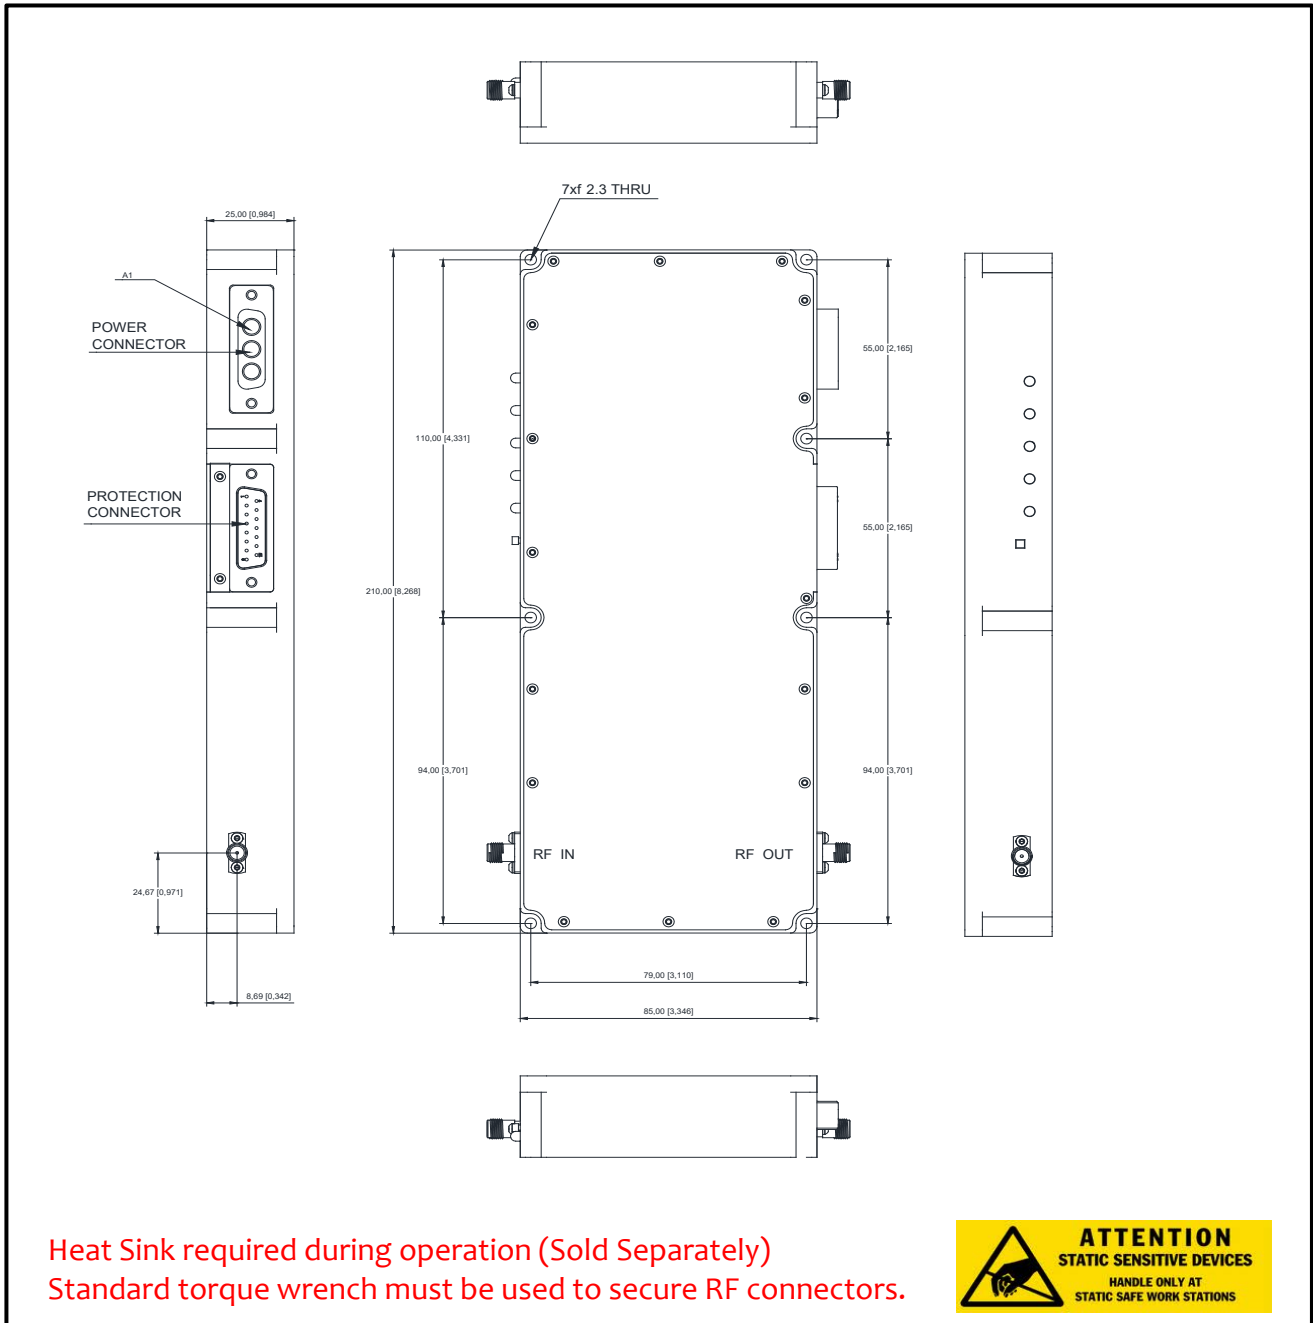 7xf 2.3 THRU
25,00 [0,984]
A1
POWER
CONNECTOR
55,00 [2,165]
110,00 [4,331]
PROTECTION
CONNECTOR
55,00 [2,165]
210,00 [8,268]
94,00 [3,701]
94,00 [3,701]
RF IN
RF OUT
24,67 [0,971]
79,00 [3,110]
8,69 [0,342]
85,00 [3,346]
Heat Sink required during operation (Sold Separately)
Standard torque wrench must be used to secure RF connectors.
ATTENTION
STATIC SENSITIVE DEVICES
HANDLE ONLY AT
STATIC SAFE WORK STATIONS